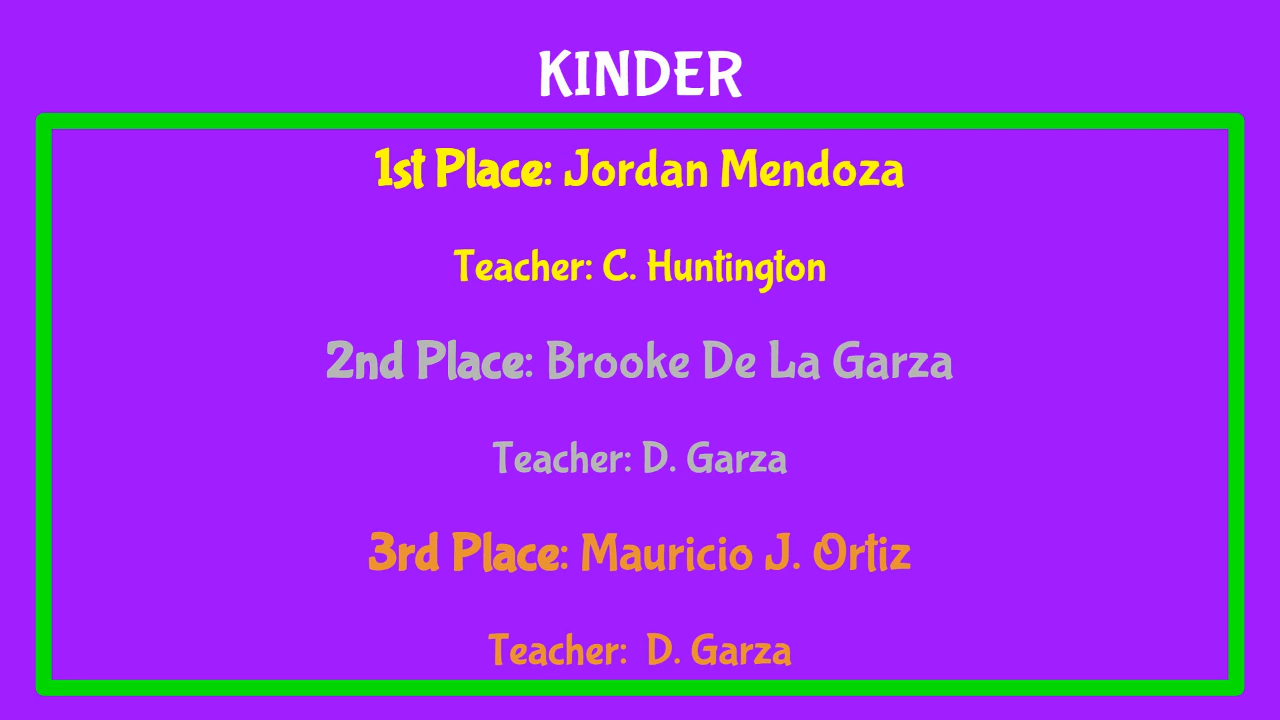 KINDER
1st Place: Jordan Mendoza
Teacher: C. Huntington
2nd Place: Brooke De La Garza
Teacher: D. Garza
3rd Place: Mauricio J. Ortiz
Teacher:  D. Garza